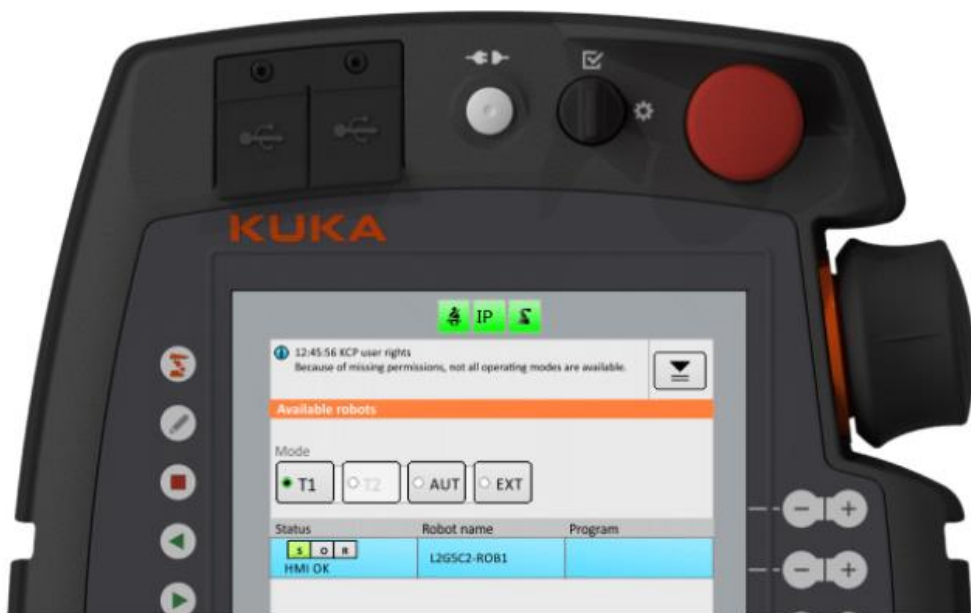 KUKA
IP
12:45:56 KCP user rights
Because of missing permissions, not all operating modes are available.
Available robots
Mode
T1 T2 AUT EXT
Status Robot name Program
S O R
HMI OK
L2G5C2-ROB1